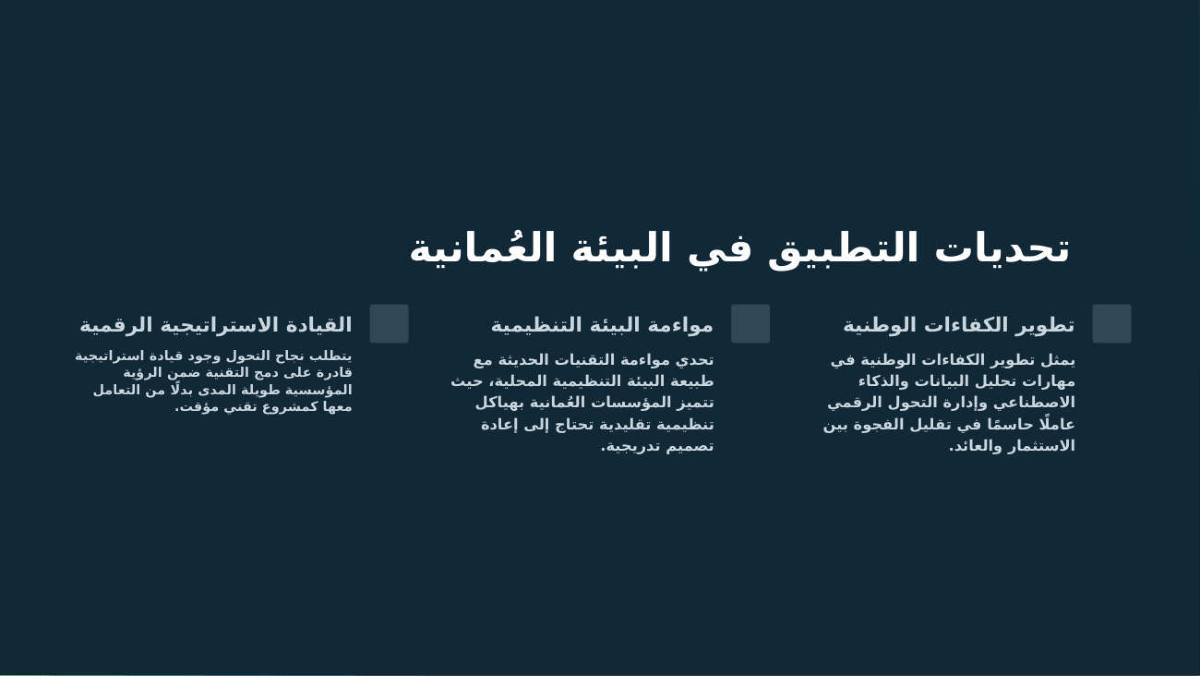 تحديات التطبيق في البيئة العُمانية
تطوير الكفاءات الوطنية
يمثل تطوير الكفاءات الوطنية في
مهارات تحليل البيانات والذكاء
الاصطناعي وإدارة التحول الرقمي
عاملًا حاسمًا في تقليل الفجوة بين
الاستثمار والعائد.
مواءمة البيئة التنظيمية
تحدي مواءمة التقنيات الحديثة مع
طبيعة البيئة التنظيمية المحلية، حيث
تتميز المؤسسات العُمانية بهياكل
تنظيمية تقليدية تحتاج إلى إعادة
تصميم تدريجية.
القيادة الاستراتيجية الرقمية
يتطلب نجاح التحول وجود قيادة استراتيجية
قادرة على دمج التقنية ضمن الرؤية
المؤسسية طويلة المدى بدلًا من التعامل
معها كمشروع تقني مؤقت.